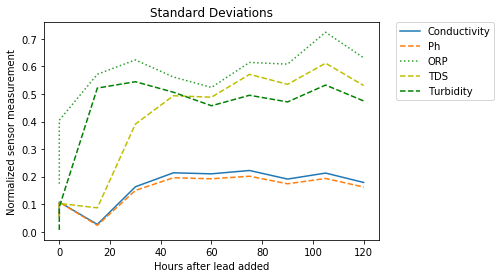 Standard Deviations
Normalized sensor measurement
0.7
0.6
0.5
0.4
0.3
0.2
0.1
0.0
0
20
40
60
80
100
120
Hours after lead added
Conductivity
Ph
ORP
TDS
Turbidity